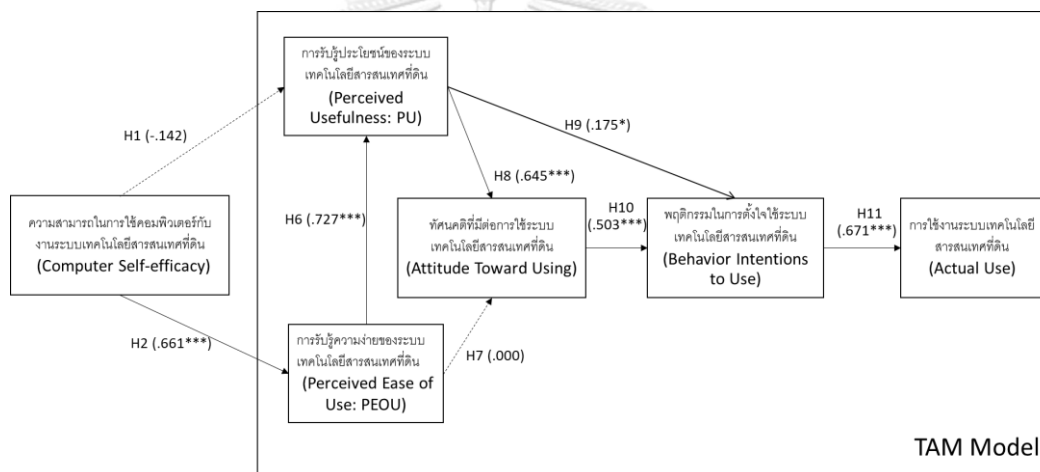 การรับรู้ประโยชน์ของระบบ
เทคโนโลยีสารสนเทศที่ดิน
(Perceived
Usefulness: PU)
H1 (-.142)
H9 (.175*)
H8 (.645***)
H6 (.727***)
ความสามารถในการใช้คอมพิวเตอร์กับ
งานระบบเทคโนโลยีสารสนเทศที่ดิน
(Computer Self-efficacy)
ทัศนคติที่มีต่อการใช้ระบบ
เทคโนโลยีสารสนเทศที่ดิน
(Attitude Toward Using)
H10
(.503***)
พฤติกรรมในการตั้งใจใช้ระบบ
เทคโนโลยีสารสนเทศที่ดิน
(Behavior Intentions
to Use)
H11
(.671***)
การใช้งานระบบเทคโนโลยี
สารสนเทศที่ดิน
(Actual Use)
H2 (.661***)
H7 (.000)
การรับรู้ความง่ายของระบบ
เทคโนโลยีสารสนเทศที่ดิน
(Perceived Ease of
Use: PEOU)
TAM Model